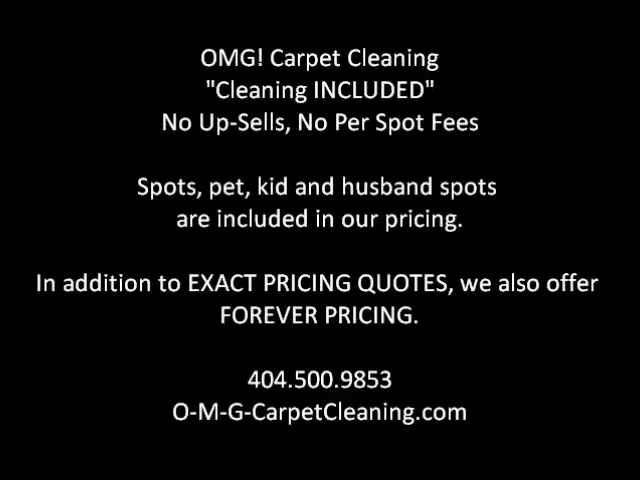 OMG! Carpet Cleaning
"Cleaning INCLUDED"
No Up-Sells, No Per Spot Fees
Spots, pet, kid and husband spots
are included in our pricing.
In addition to EXACT PRICING QUOTES, we also offer
FOREVER PRICING.
404.500.9853
O-M-G-CarpetCleaning.com